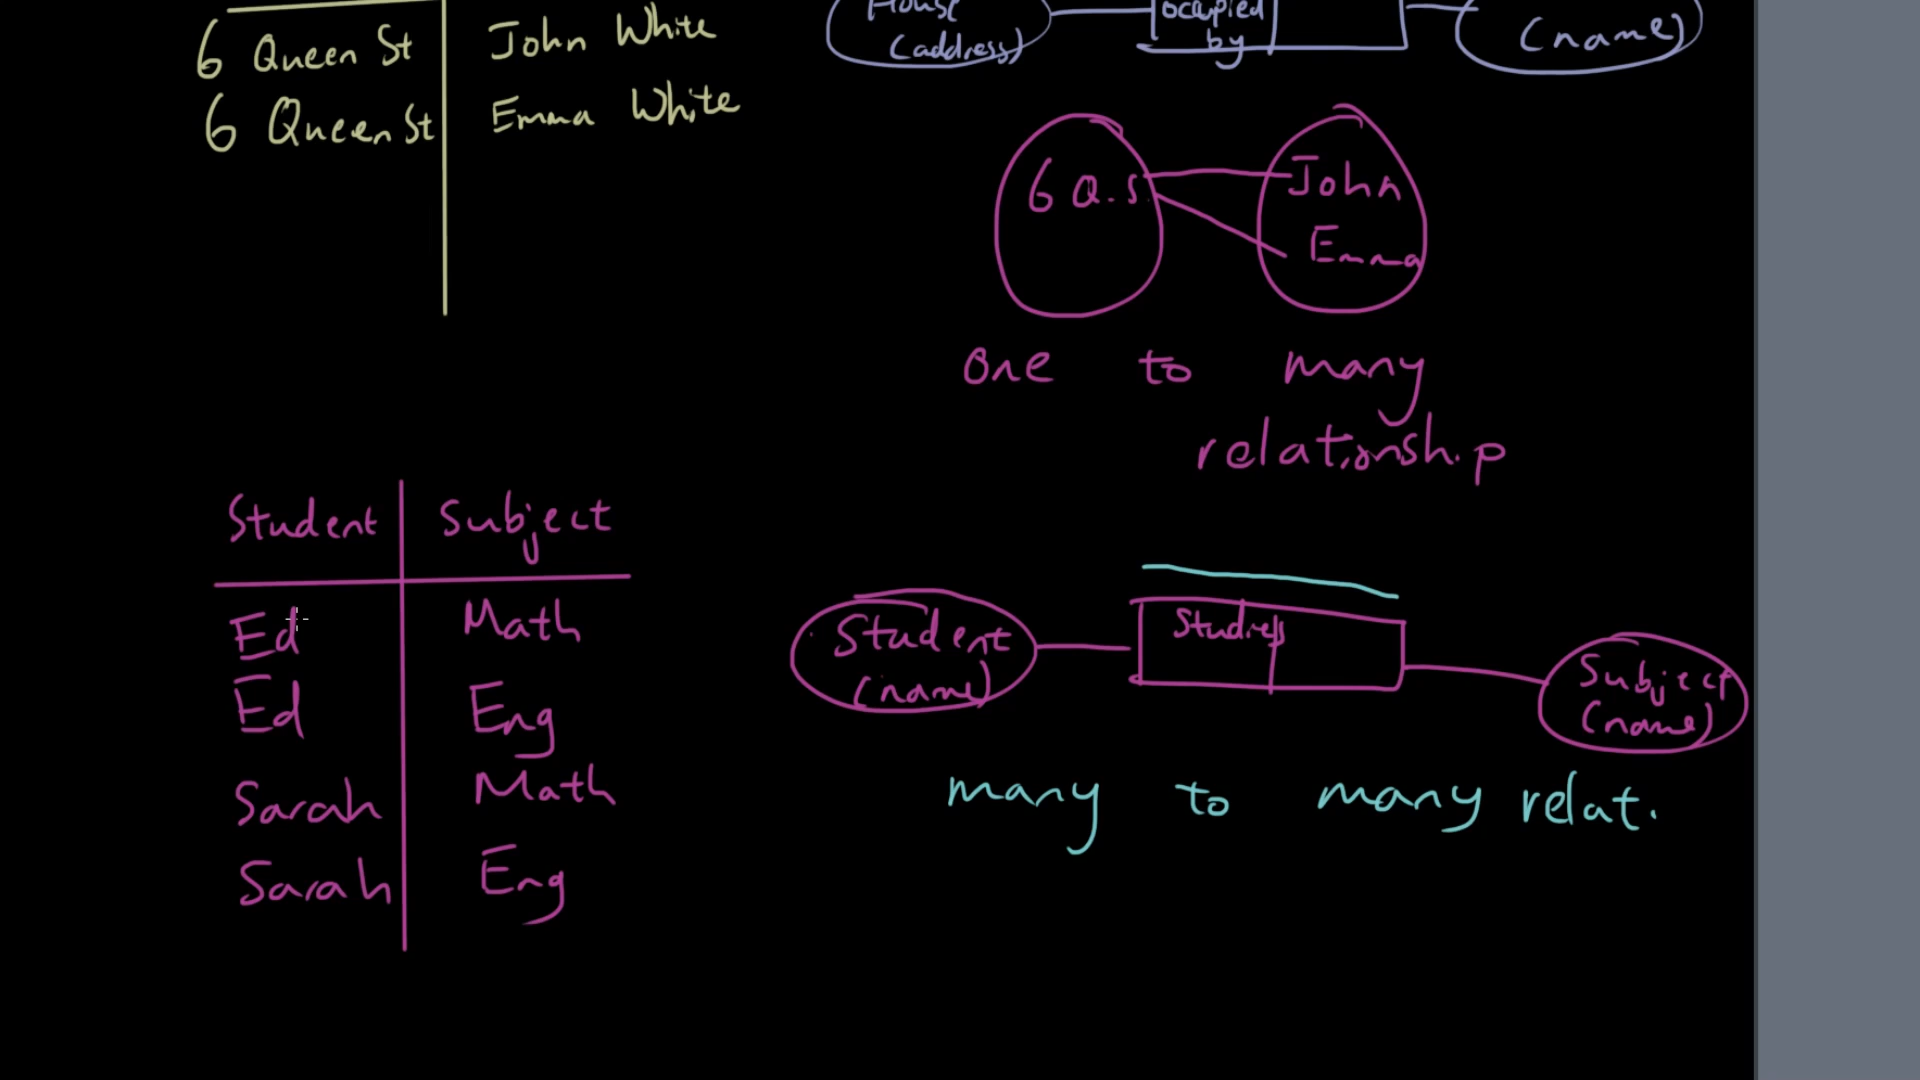 6 Queen St John White
6 Queen St Emma White
House
(address)
occupied
by
(name)
6 Q.S. John
Emma
one to many
relationship
Student Subject
Ed Math
Ed Eng
Sarah Math
Sarah Eng
Student
(name)
Studies
Subject
(name)
many to many relat.